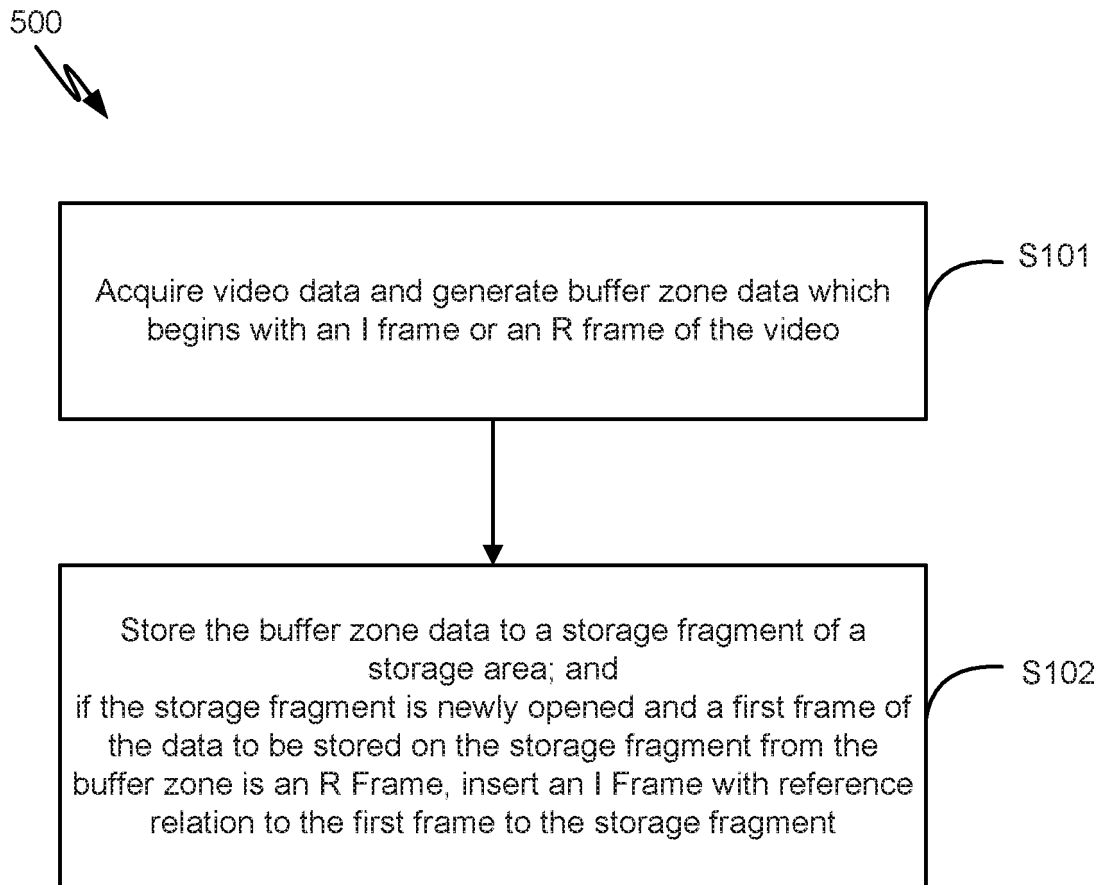 500
Acquire video data and generate buffer zone data which
begins with an I frame or an R frame of the video
S101
Store the buffer zone data to a storage fragment of a
storage area; and
if the storage fragment is newly opened and a first frame of
the data to be stored on the storage fragment from the
buffer zone is an R Frame, insert an I Frame with reference
relation to the first frame to the storage fragment
S102